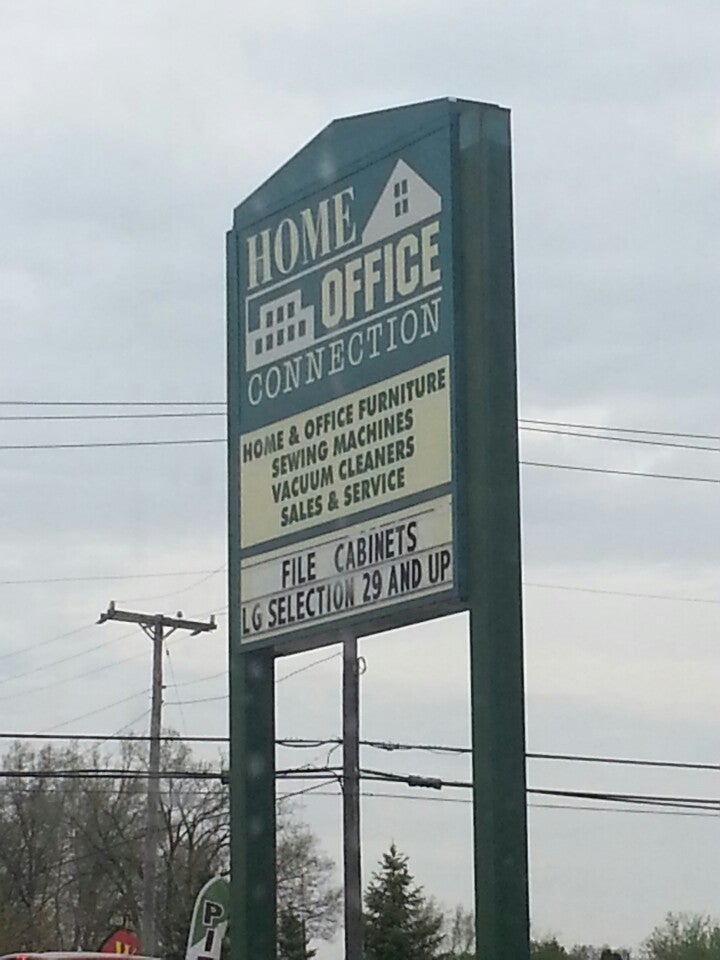 HOME
OFFICE
CONNECTION
HOME & OFFICE FURNITURE
SEWING MACHINES
VACUUM CLEANERS
SALES & SERVICE
FILE CABINETS
LG SELECTION 29 AND UP